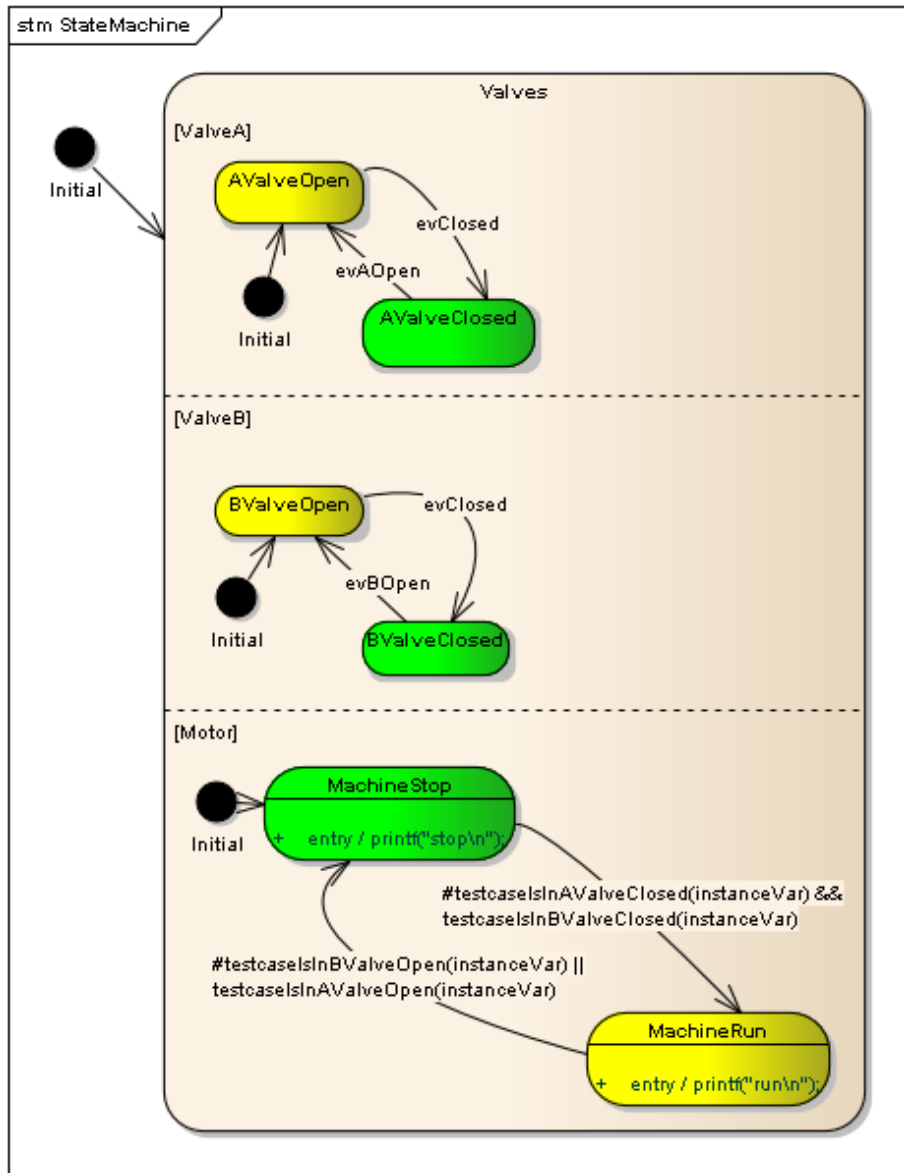 stm StateMachine
Valves
[ValveA]
Initial
AValveOpen
evClosed
evAOpen
Initial
AValveClosed
[ValveB]
BValveOpen
evClosed
evBOpen
Initial
BValveClosed
[Motor]
Initial
MachineStop
+ entry / printf("stop\n");
#testcaseIsInAValveClosed(instanceVar) &&
testcaseIsInBValveClosed(instanceVar)
#testcaseIsInBValveOpen(instanceVar) ||
testcaseIsInAValveOpen(instanceVar)
MachineRun
+ entry / printf("run\n");